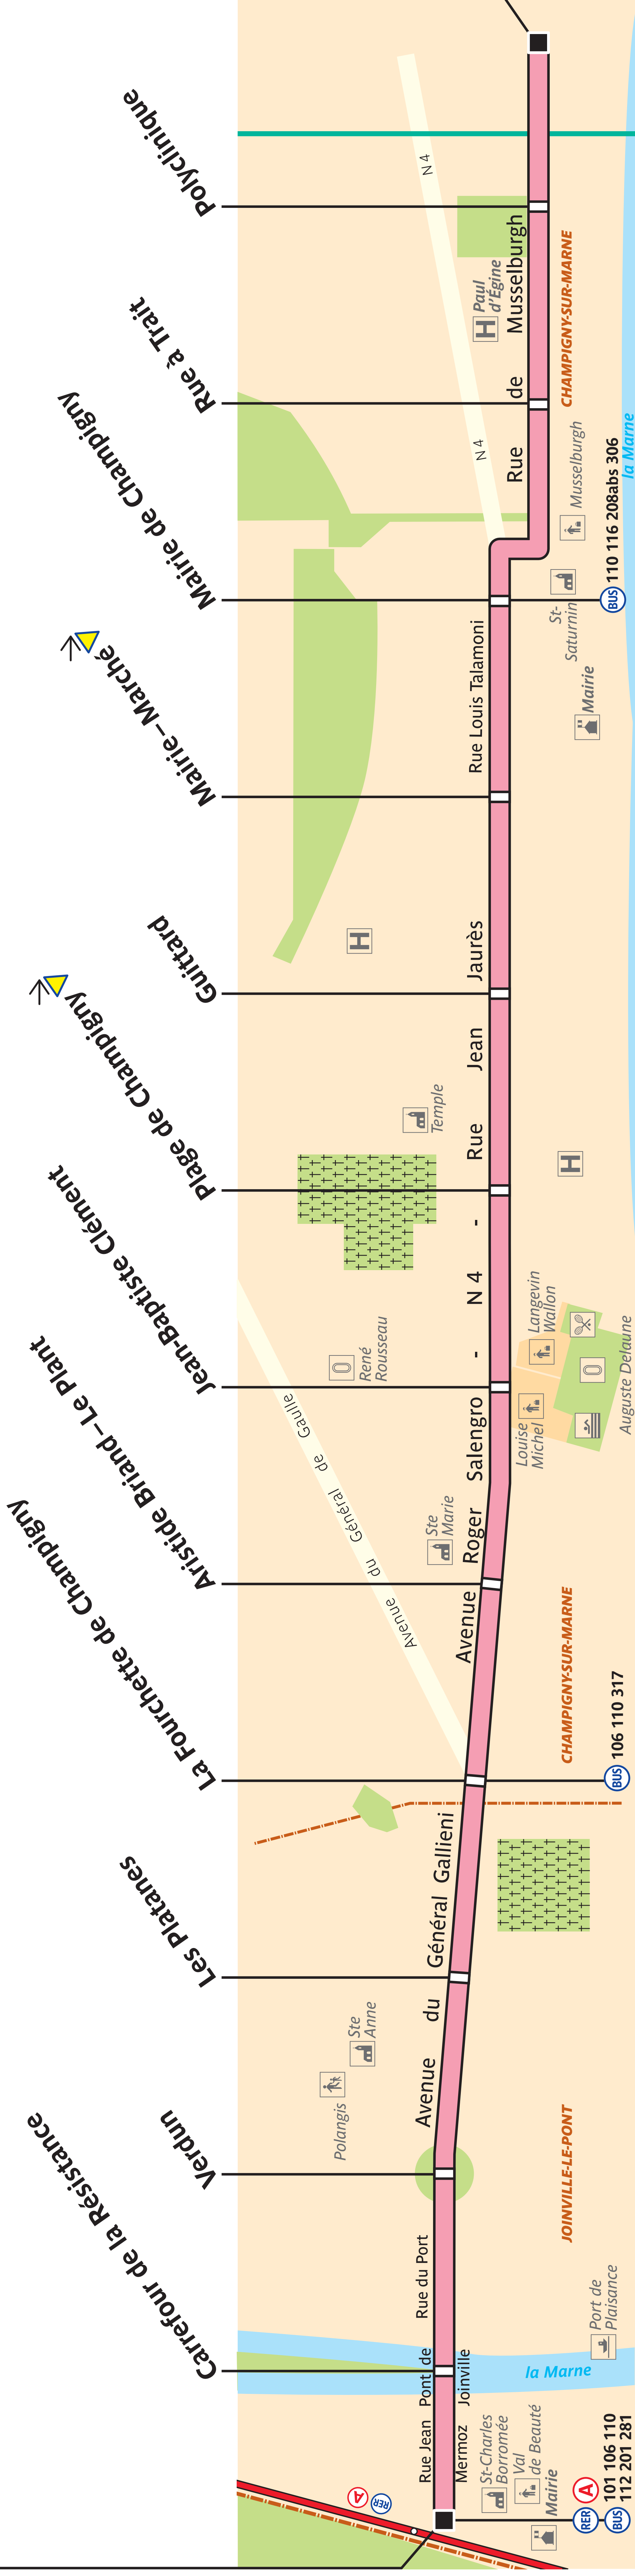 Carrefour de la Résistance
Verdun
Les Platanes
La Fourchette de Champigny
Aristide Briand–Le Plant
Jean-Baptiste Clément
Plage de Champigny
Guittard
Mairie–Marché
Mairie de Champigny
Rue à Trait
Polyclinique
A
RER
Polangis
Ste
Anne
Avenue du Général de Gaulle
Ste
Marie
René
Rousseau
Temple
H
N 4
N 4
H Paul
d'Égine
Rue Jean
Mermoz
Pont de
Joinville
Rue du Port
Avenue du Général Gallieni
Avenue Roger Salengro - N 4 - Rue Jean Jaurès
Rue Louis Talamoni
Rue de Musselburgh
St-Charles
Borromée
Val
de Beauté
Mairie
la Marne
Port de
Plaisance
JOINVILLE-LE-PONT
CHAMPIGNY-SUR-MARNE
Louise
Michel
Langevin
Wallon
Auguste Delaune
H
Mairie
St-
Saturnin
Musselburgh
CHAMPIGNY-SUR-MARNE
la Marne
RER A
BUS 101 106 110
112 201 281
BUS 106 110 317
BUS 110 116 208abs 306